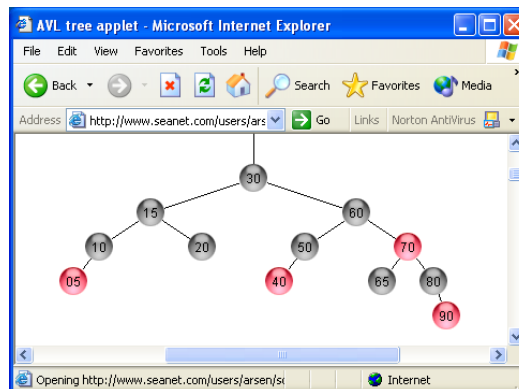 AVL tree applet - Microsoft Internet Explorer
File Edit View Favorites Tools Help
Back Search Favorites Media
Address http://www.seanet.com/users/ars Go Links Norton AntiVirus
30
15 60
10 20 50 70
05 40 65 80
90
Opening http://www.seanet.com/users/arsen/so Internet